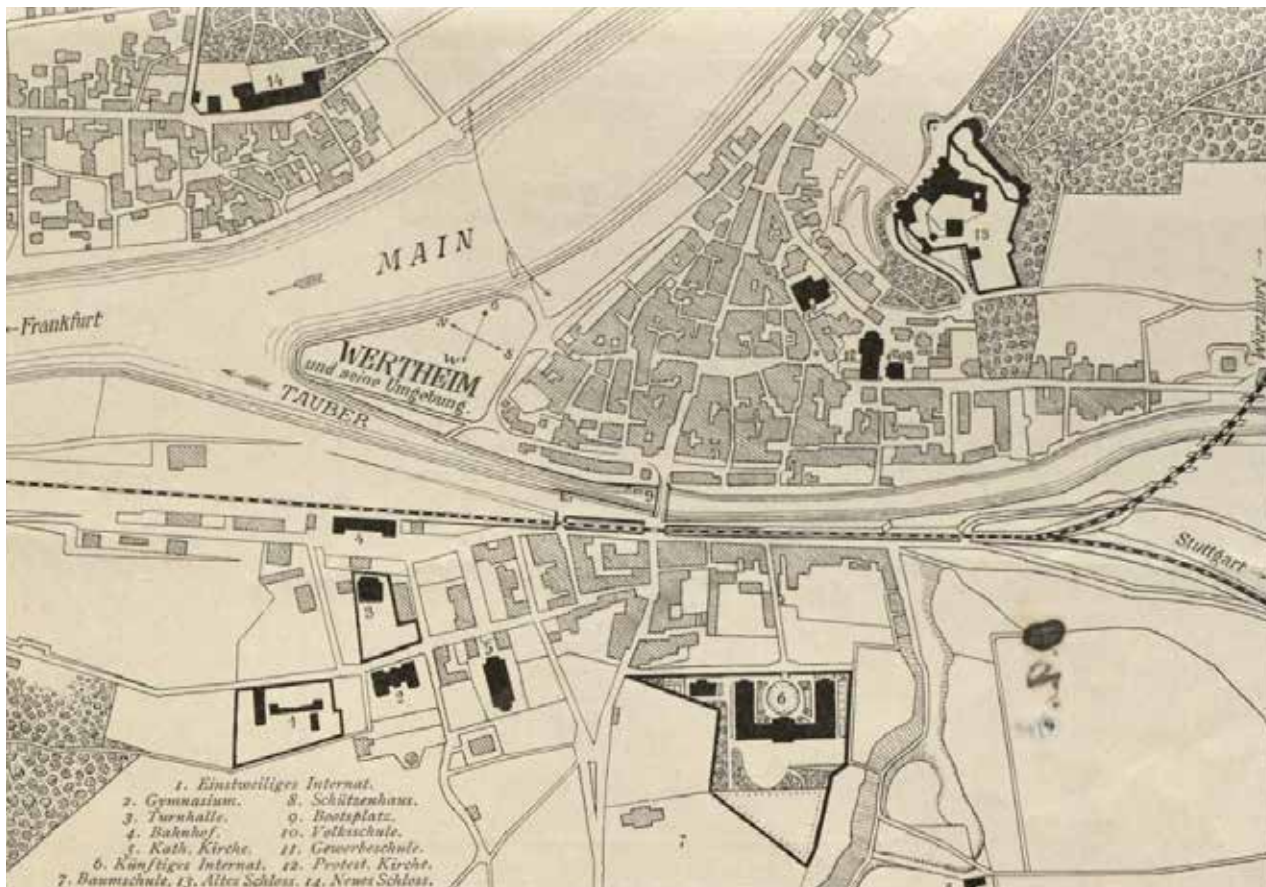 14
MAIN
13
←Frankfurt
N
O
W
S
WERTHEIM
und seine Umgebung.
TAUBER
12
9
4
Stuttgart
3
5
2
6
1
7
1. Einstweiliges Internat.
2. Gymnasium. 8. Schützenhaus.
3. Turnhalle. 9. Bootsplatz.
4. Bahnhof. 10. Volksschule.
5. Kath. Kirche. 11. Gewerbeschule.
6. Künftiges Internat. 12. Protest. Kirche.
7. Baumschule. 13. Altes Schloss. 14. Neues Schloss.